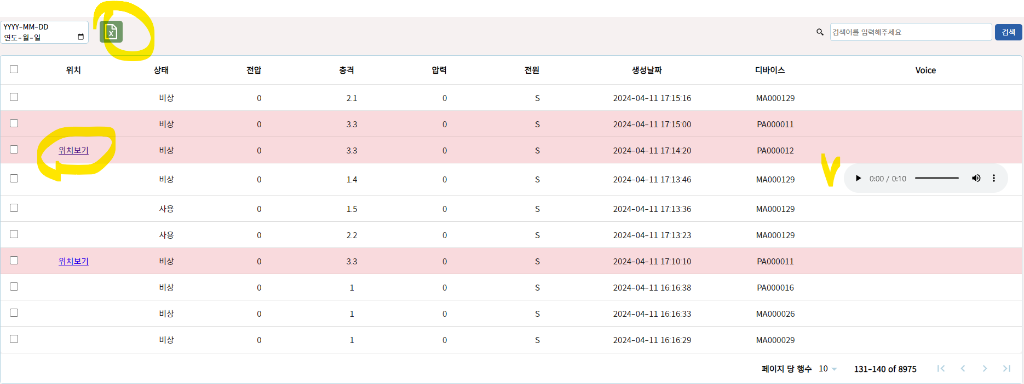 YYYY-MM-DD
연도-월-일
검색어를 입력해주세요 검색
위치 상태 전압 충격 압력 전원 생성날짜 디바이스 Voice
비상 0 2.1 0 S 2024-04-11 17:15:16 MA000129
비상 0 3.3 0 S 2024-04-11 17:15:00 PA000011
위치보기 비상 0 3.3 0 S 2024-04-11 17:14:20 PA000012
비상 0 1.4 0 S 2024-04-11 17:13:46 MA000129 0:00 / 0:10
사용 0 1.5 0 S 2024-04-11 17:13:36 MA000129
사용 0 2.2 0 S 2024-04-11 17:13:23 MA000129
위치보기 비상 0 3.3 0 S 2024-04-11 17:10:10 PA000011
비상 0 1 0 S 2024-04-11 16:16:38 PA000016
비상 0 1 0 S 2024-04-11 16:16:33 MA000026
비상 0 1 0 S 2024-04-11 16:16:29 MA000029
페이지 당 행수 10 131-140 of 8975